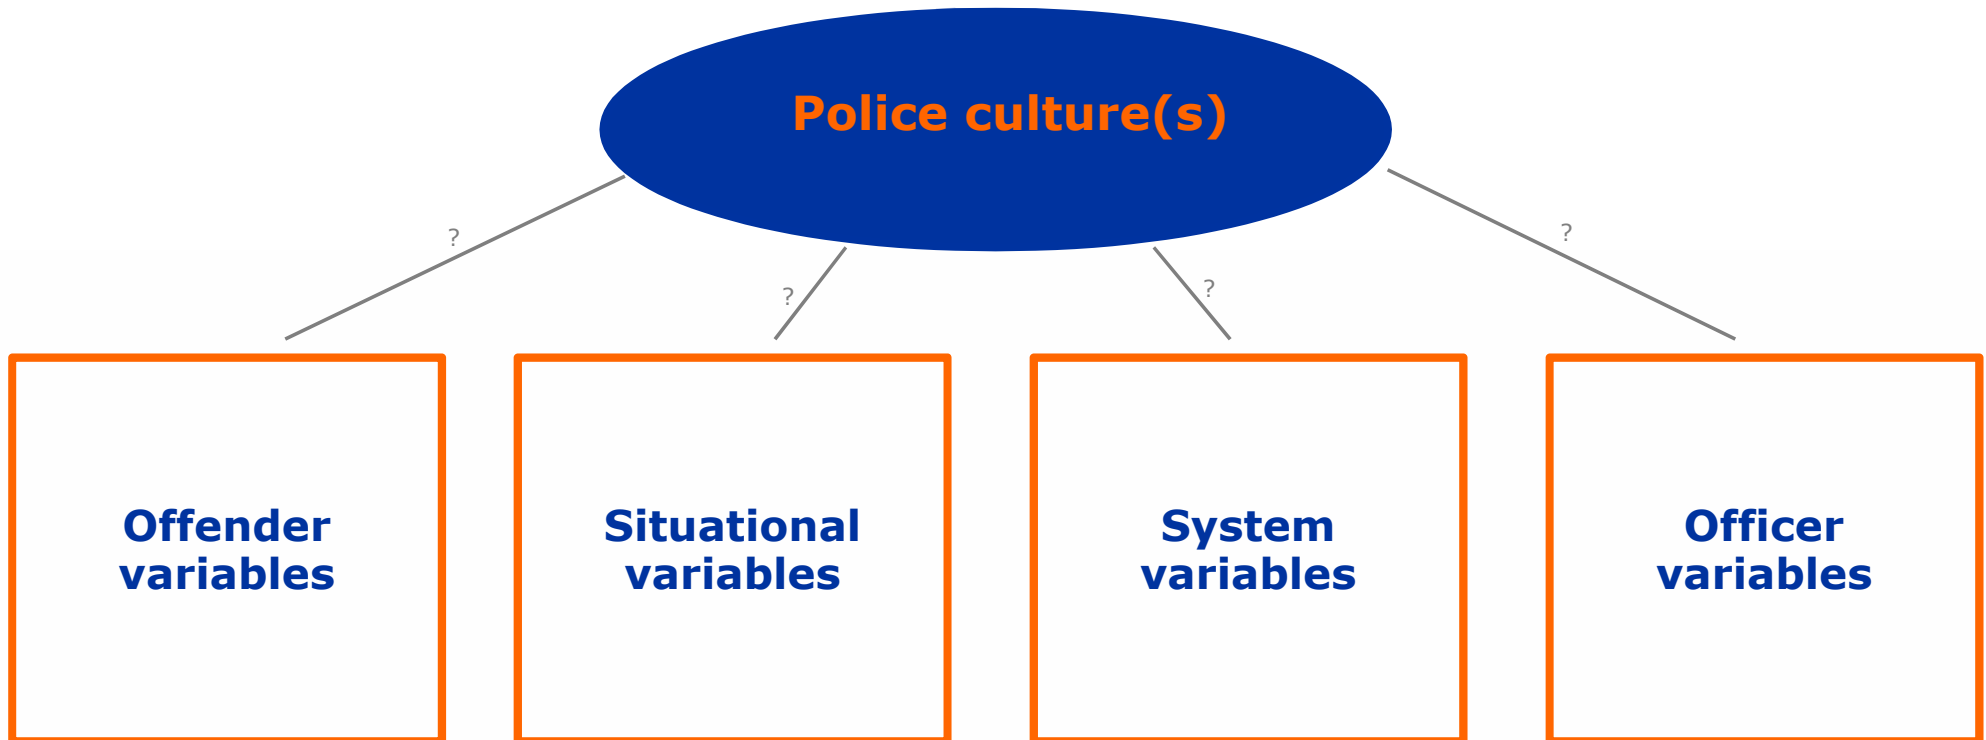 Police culture(s)
?
?
?
?
Offender
variables
Situational
variables
System
variables
Officer
variables